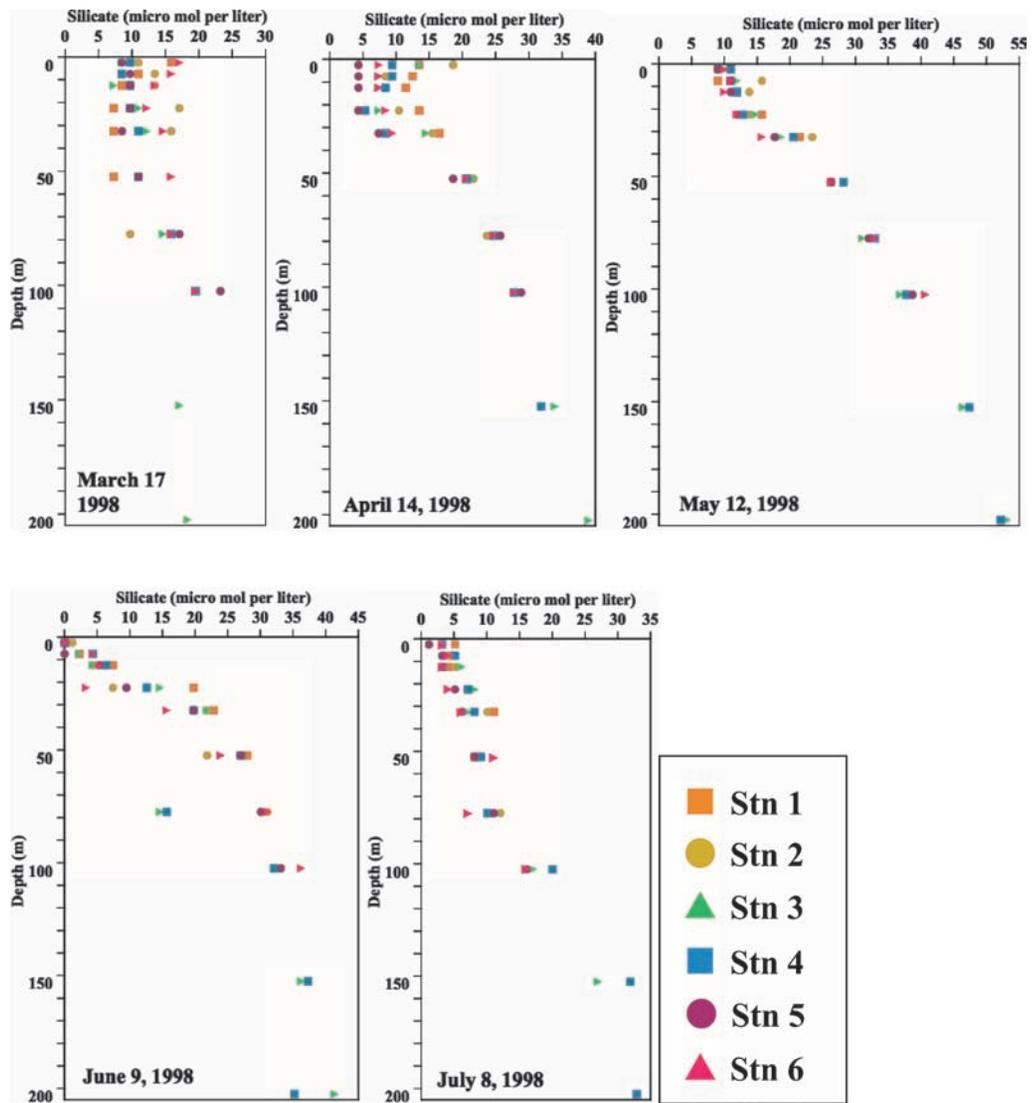 Silicate (micro mol per liter)
0 5 10 15 20 25 30
0
50
100
150
200
Depth (m)
March 17
1998
Silicate (micro mol per liter)
0 5 10 15 20 25 30 35 40
0
50
100
150
200
Depth (m)
April 14, 1998
Silicate (micro mol per liter)
0 5 10 15 20 25 30 35 40 45 50 55
0
50
100
150
200
Depth (m)
May 12, 1998
Silicate (micro mol per liter)
0 5 10 15 20 25 30 35 40 45
0
50
100
150
200
Depth (m)
June 9, 1998
Silicate (micro mol per liter)
0 5 10 15 20 25 30 35
0
50
100
150
200
Depth (m)
July 8, 1998
Stn 1
Stn 2
Stn 3
Stn 4
Stn 5
Stn 6